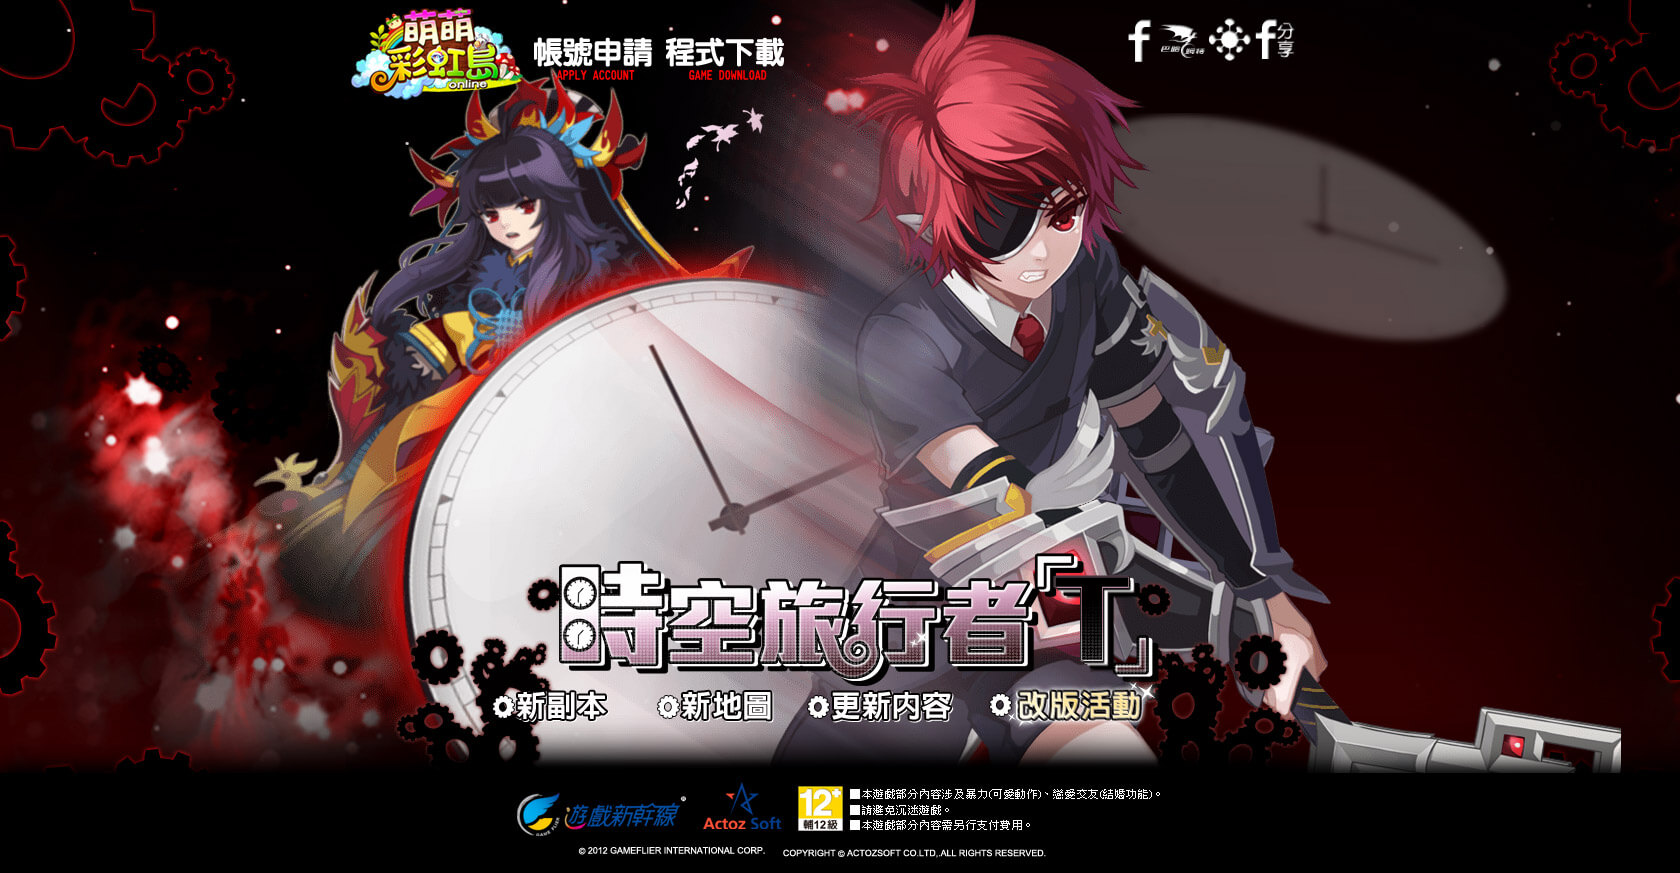 萌萌
彩虹島
online
帳號申請 程式下載
APPLY ACCOUNT GAME DOWNLOAD
f 巴哈 f 分享
時空旅行者「T」
新副本 新地圖 更新內容 改版活動
GAME FLIER 遊戲新幹線
Actoz Soft
12+
輔12級
■本遊戲部分內容涉及暴力(可愛動作)、戀愛交友(結婚功能)。
■請避免沉迷遊戲。
■本遊戲部分內容需另行支付費用。
© 2012 GAMEFLIER INTERNATIONAL CORP.
COPYRIGHT © ACTOZSOFT CO.LTD,.ALL RIGHTS RESERVED.